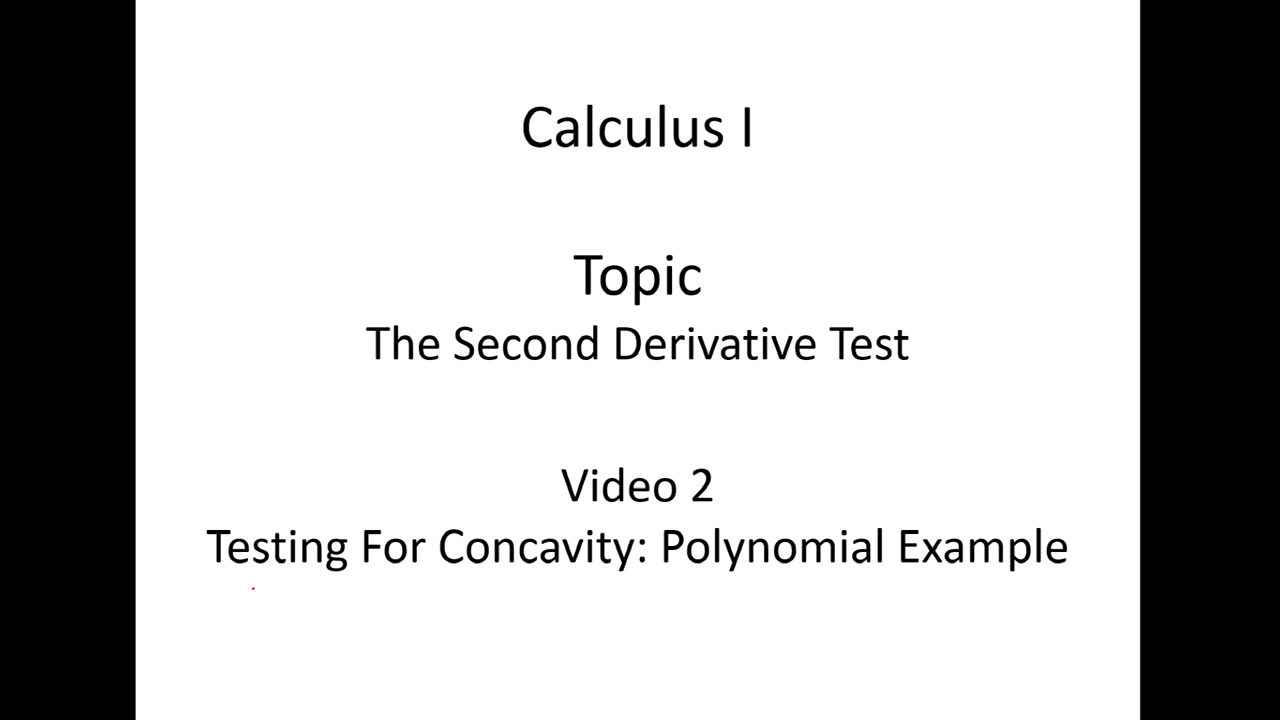 Calculus I
Topic
The Second Derivative Test
Video 2
Testing For Concavity: Polynomial Example